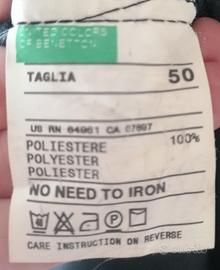 UNITED COLORS
OF BENETTON
TAGLIA 50
US RN 64961 CA 07897
POLIESTERE 100%
POLYESTER
POLIESTER
NO NEED TO IRON
P
CARE INSTRUCTION ON REVERSE